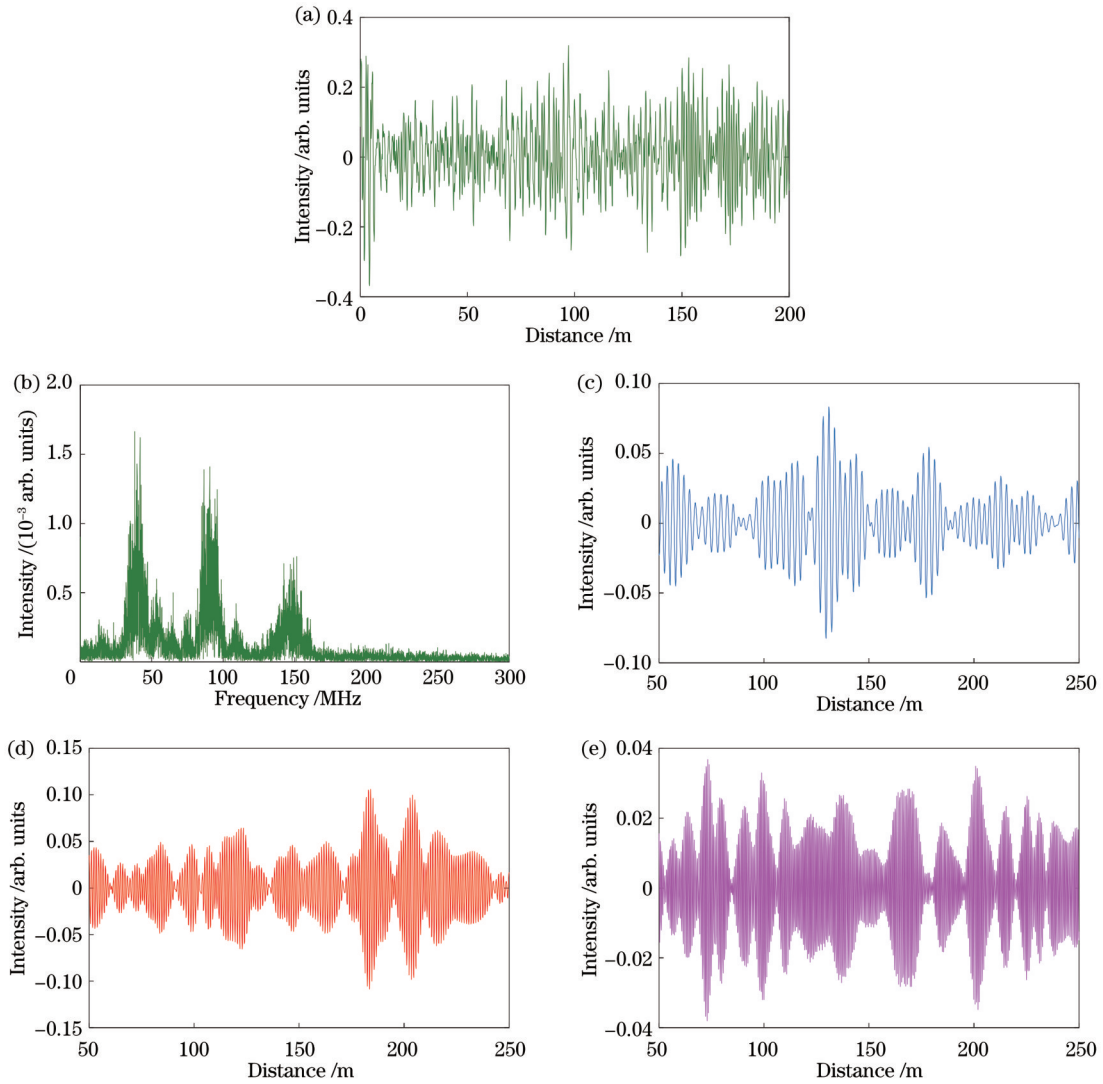 (a)
0.4
0.2
0
−0.2
−0.4
Intensity /arb. units
0 50 100 150 200
Distance /m
(b)
2.0
1.5
1.0
0.5
Intensity /(10⁻³ arb. units)
0 50 100 150 200 250 300
Frequency /MHz
(c)
0.10
0.05
0
−0.05
−0.10
Intensity /arb. units
50 100 150 200 250
Distance /m
(d)
0.15
0.10
0.05
0
−0.05
−0.10
−0.15
Intensity /arb. units
50 100 150 200 250
Distance /m
(e)
0.04
0.02
0
−0.02
−0.04
Intensity /arb. units
50 100 150 200 250
Distance /m